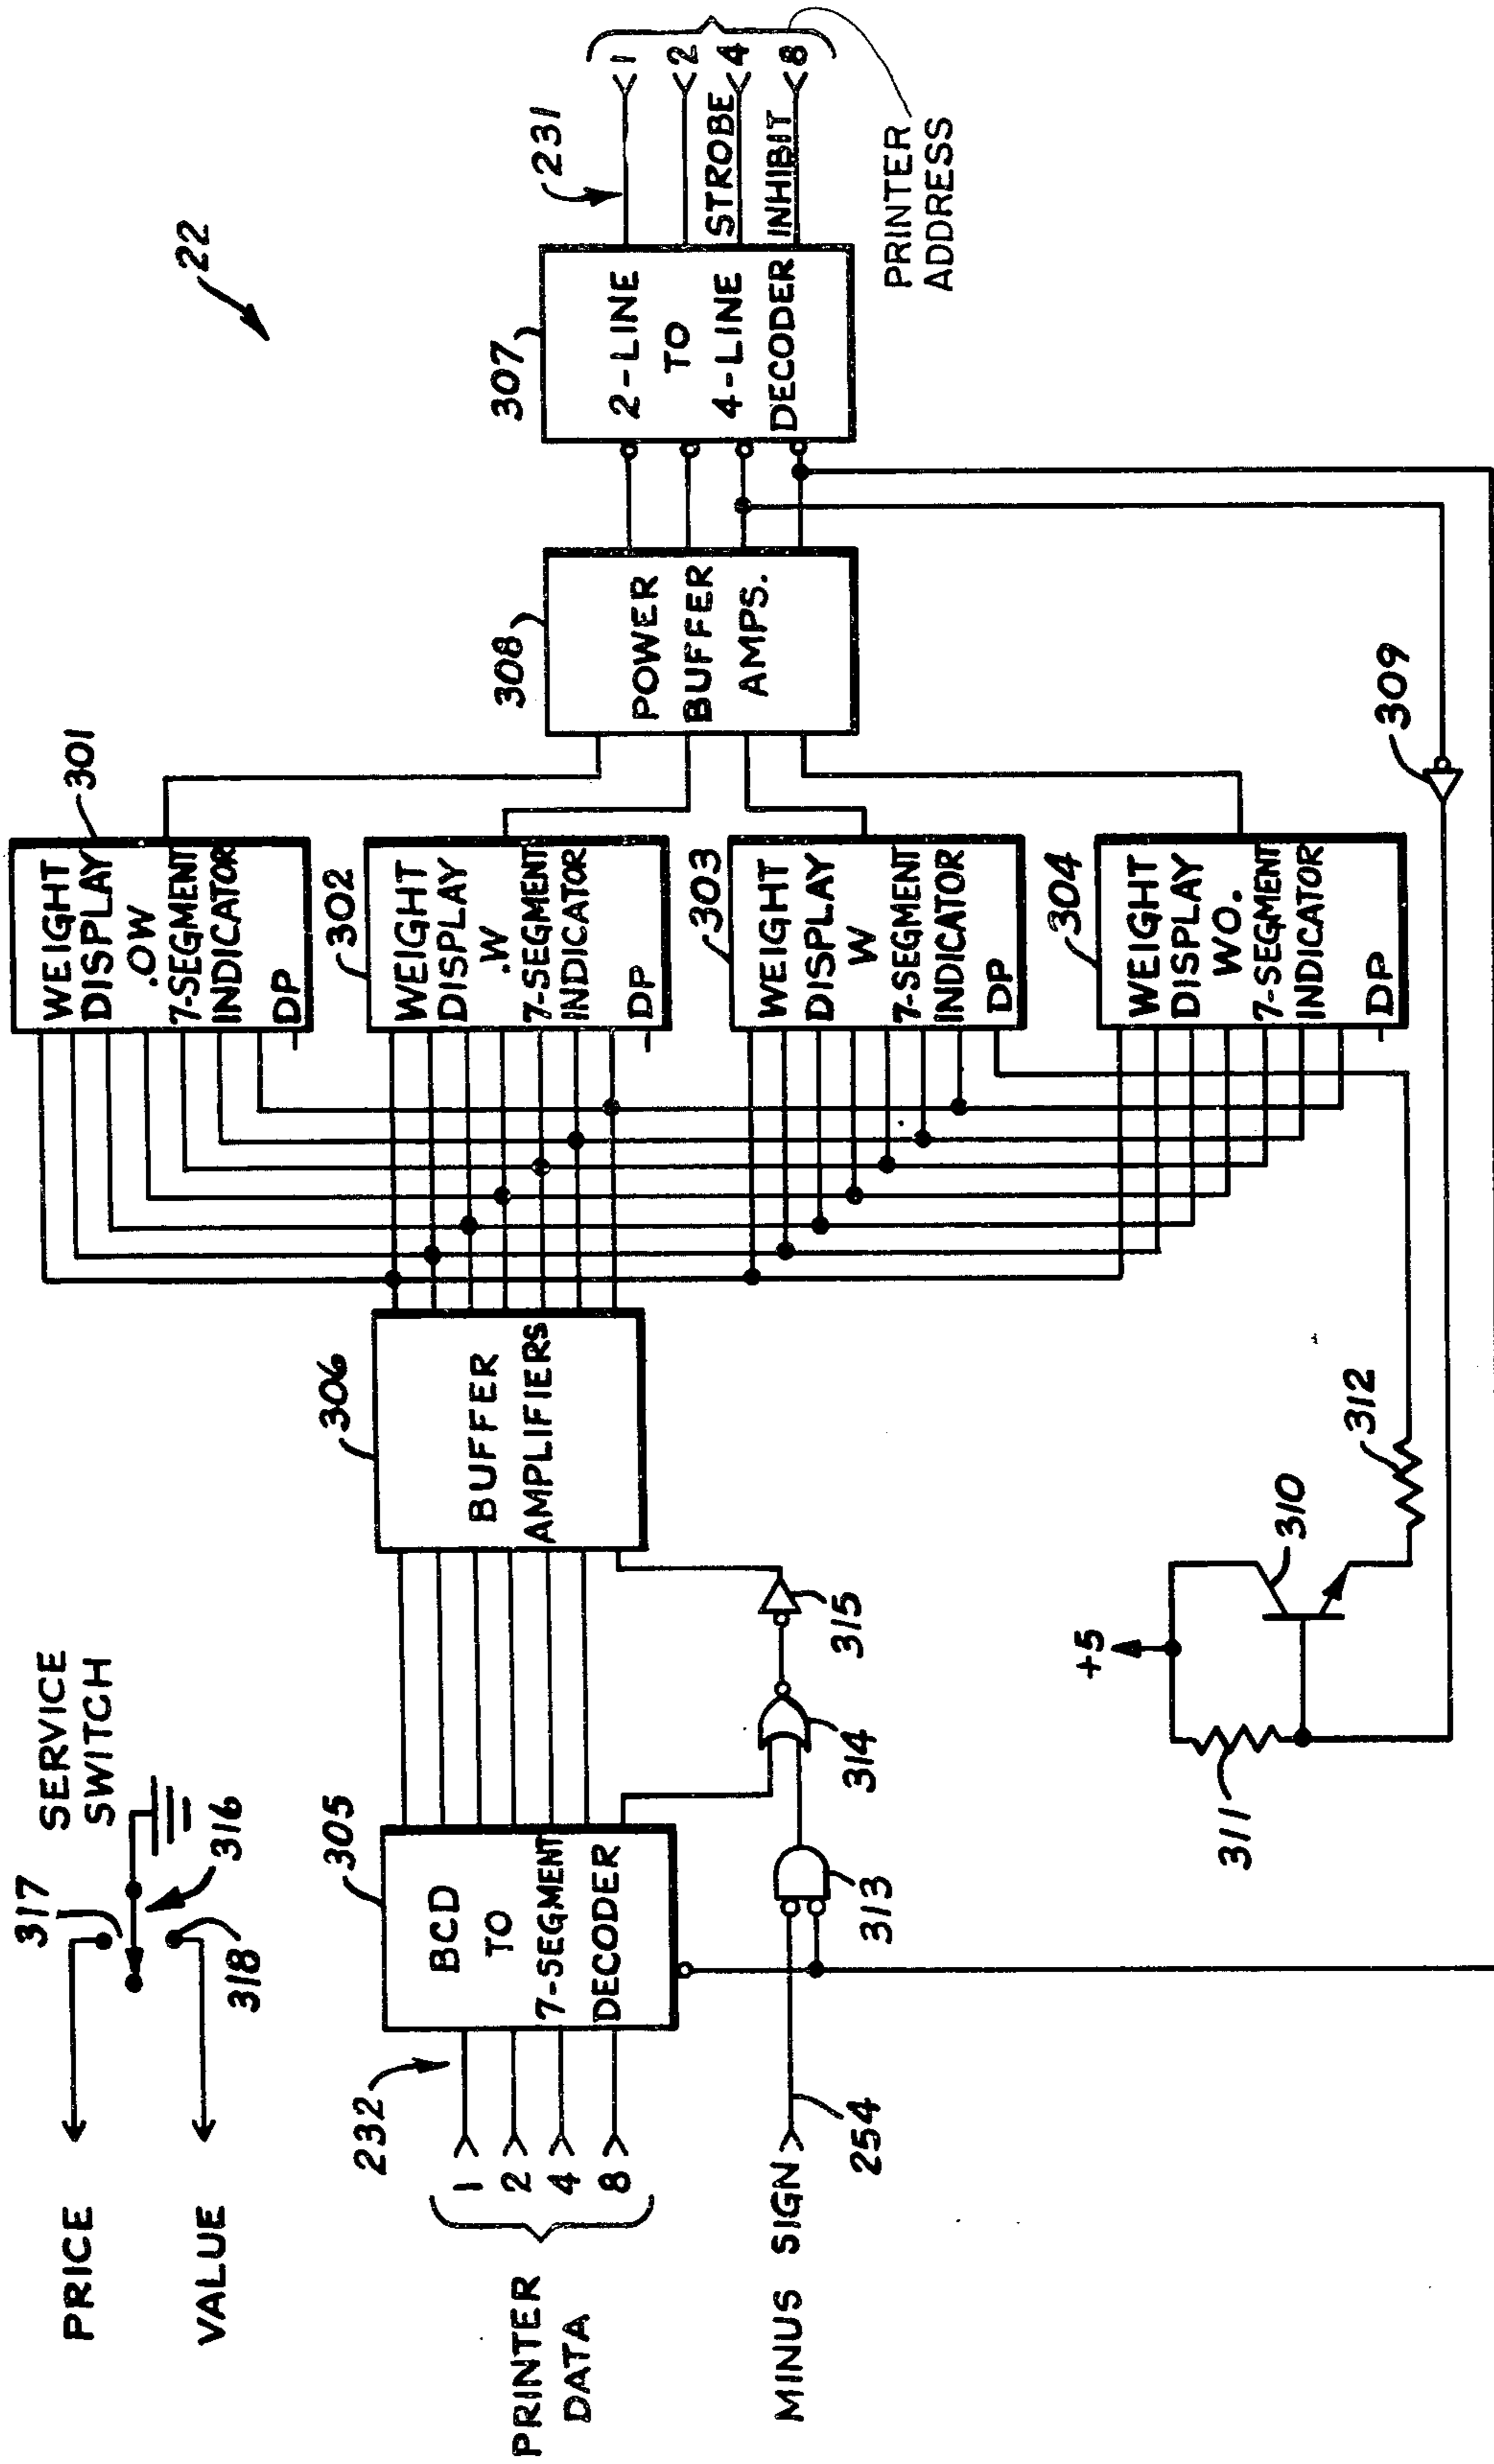 22
PRICE
VALUE
317
318
316
SERVICE
SWITCH
PRINTER
DATA
1
2
4
8
232
305
BCD
TO
7-SEGMENT
DECODER
MINUS SIGN
254
313
314
315
306
BUFFER
AMPLIFIERS
301
WEIGHT
DISPLAY
.OW
7-SEGMENT
INDICATOR
DP
302
WEIGHT
DISPLAY
.W
7-SEGMENT
INDICATOR
DP
303
WEIGHT
DISPLAY
W
7-SEGMENT
INDICATOR
DP
304
WEIGHT
DISPLAY
WO.
7-SEGMENT
INDICATOR
DP
308
POWER
BUFFER
AMPS.
307
2-LINE
TO
4-LINE
DECODER
231
1
2
STROBE 4
INHIBIT 8
PRINTER
ADDRESS
309
+5
310
311
312